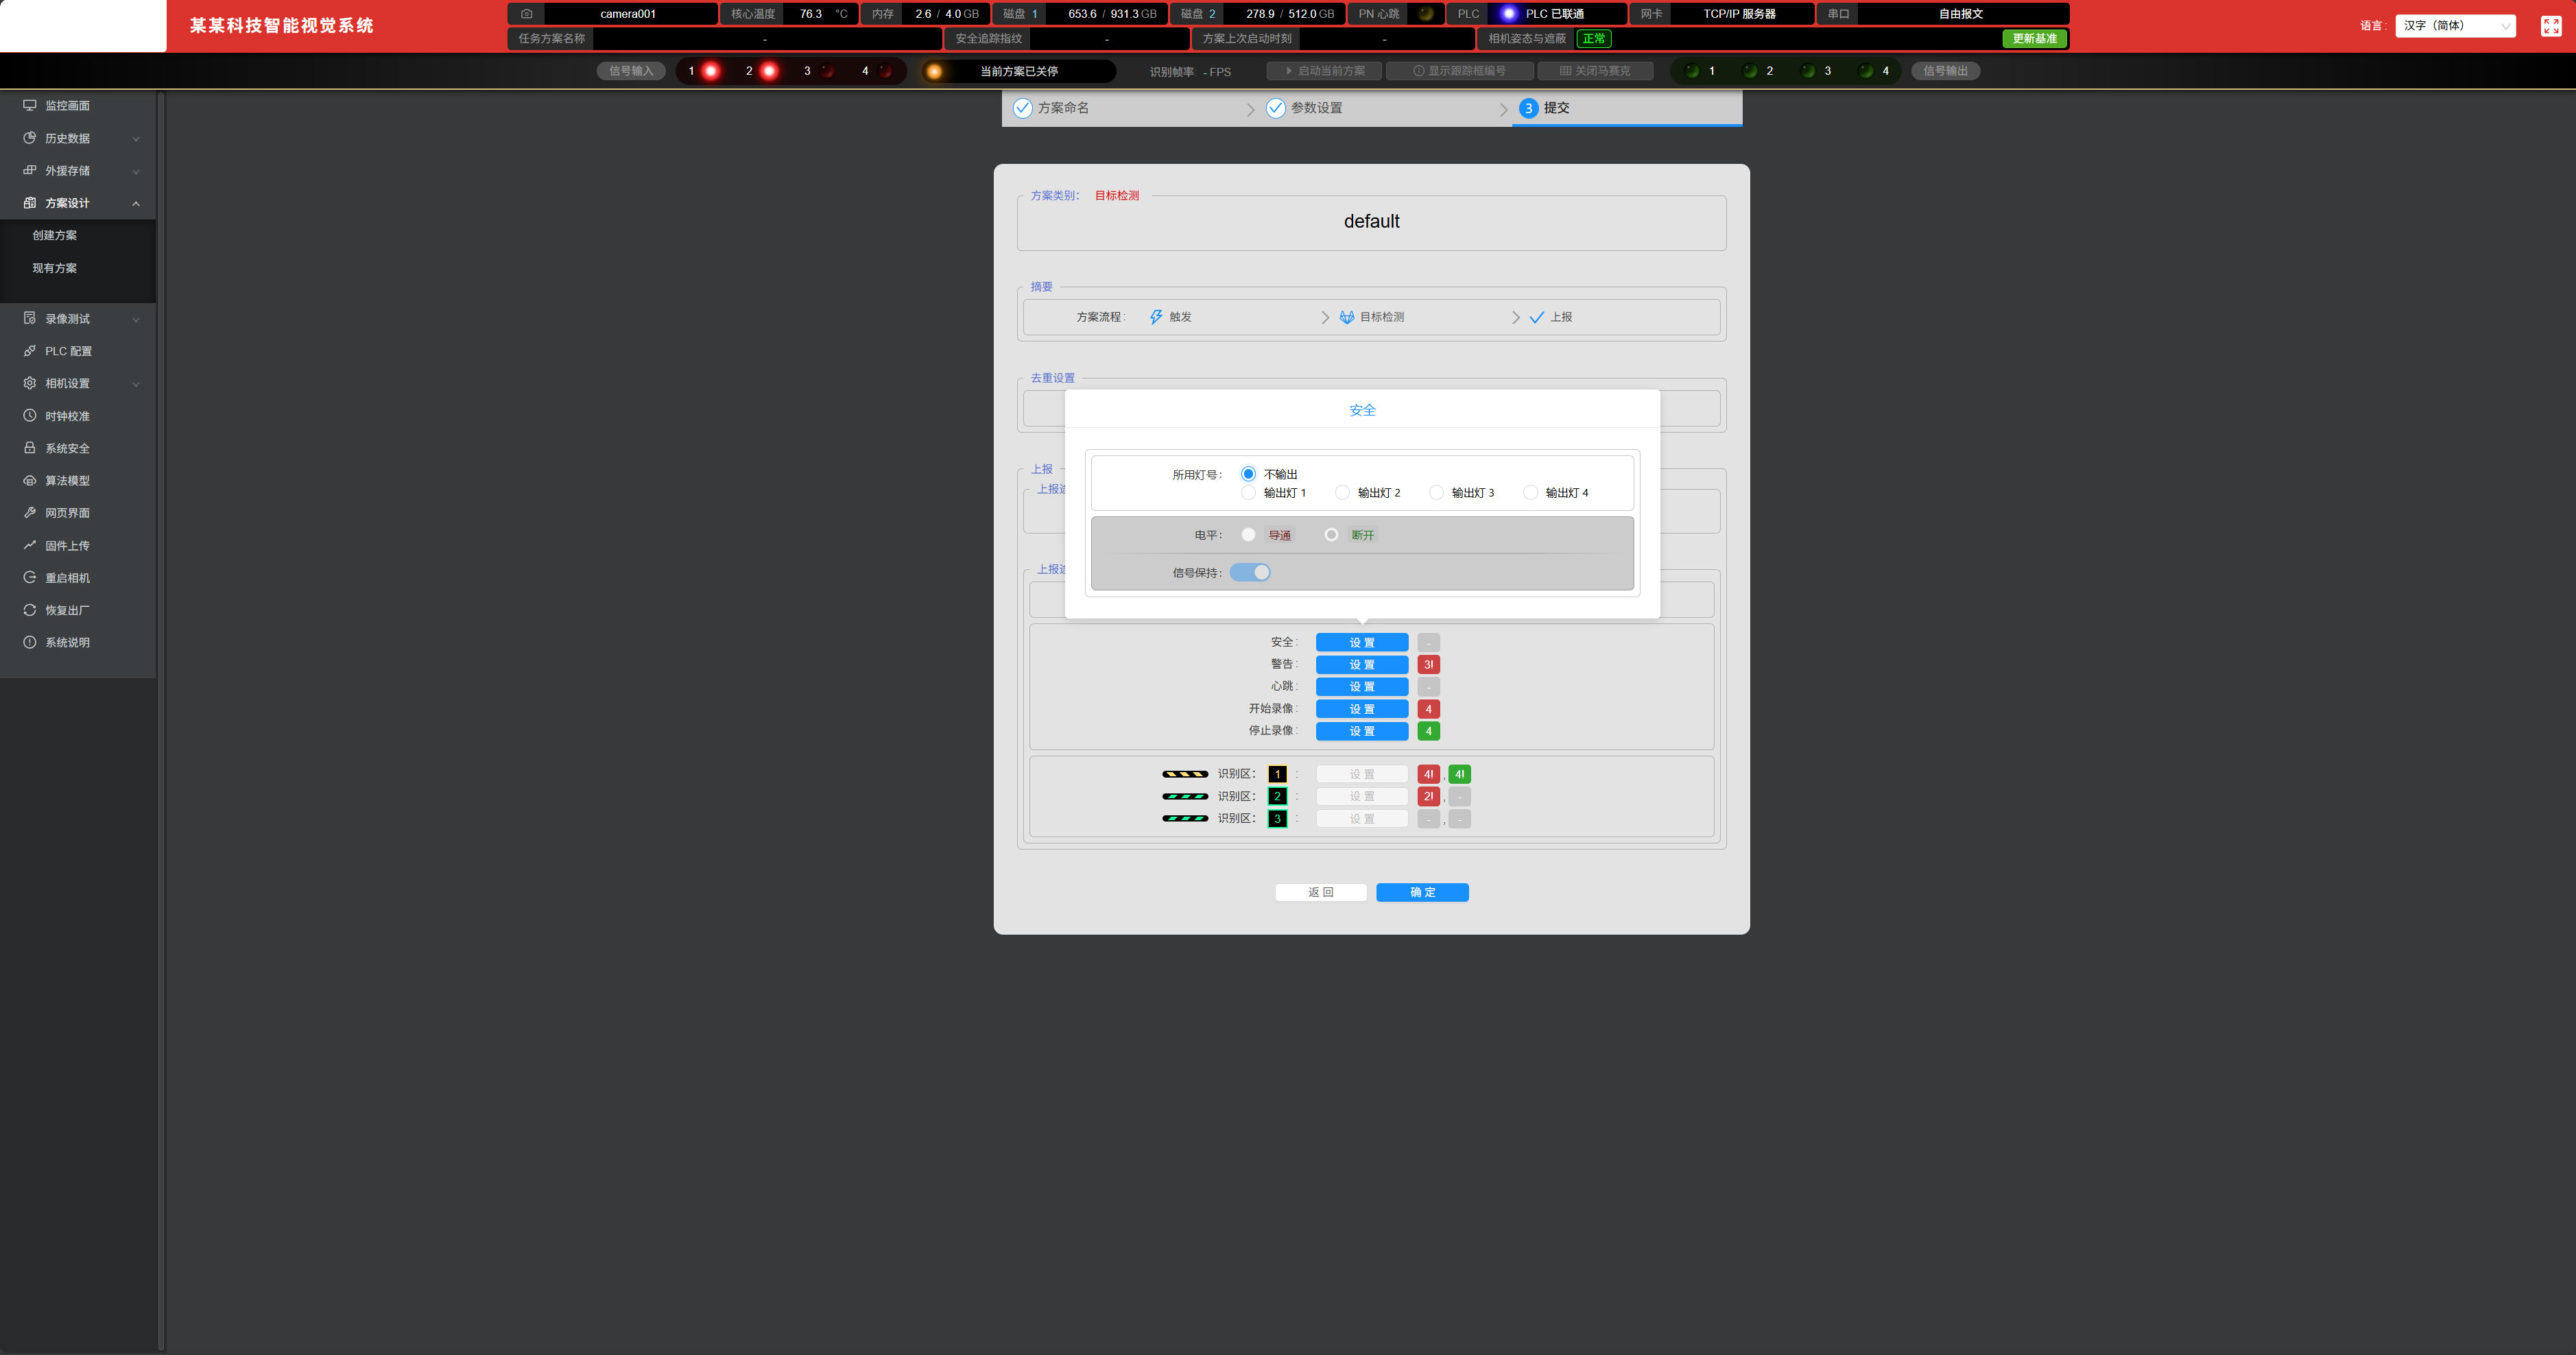 某某科技智能视觉系统
camera001
核心温度 76.3 °C
内存 2.6 / 4.0 GB
磁盘 1 653.6 / 931.3 GB
磁盘 2 278.9 / 512.0 GB
PN 心跳
PLC PLC 已联通
网卡 TCP/IP 服务器
串口 自由报文
任务方案名称 -
安全追踪指纹 -
方案上次启动时刻 -
相机姿态与遮蔽 正常
更新基准
语言: 汉字（简体）
信号输入 1 2 3 4
当前方案已关停
识别帧率 - FPS
启动当前方案
显示跟踪框编号
关闭马赛克
1 2 3 4 信号输出
监控画面
历史数据
外援存储
方案设计
创建方案
现有方案
录像测试
PLC 配置
相机设置
时钟校准
系统安全
算法模型
网页界面
固件上传
重启相机
恢复出厂
系统说明
方案命名
参数设置
3 提交
方案类别: 目标检测
default
摘要
方案流程: 触发 目标检测 上报
去重设置
安全
所用灯号: 不输出
输出灯 1 输出灯 2 输出灯 3 输出灯 4
电平: 导通 断开
信号保持:
上报
上报
上报
安全: 设 置 -
警告: 设 置 3!
心跳: 设 置 -
开始录像: 设 置 4
停止录像: 设 置 4
识别区: 1 : 设 置 4! , 4!
识别区: 2 : 设 置 2! , -
识别区: 3 : 设 置 - , -
返 回 确 定